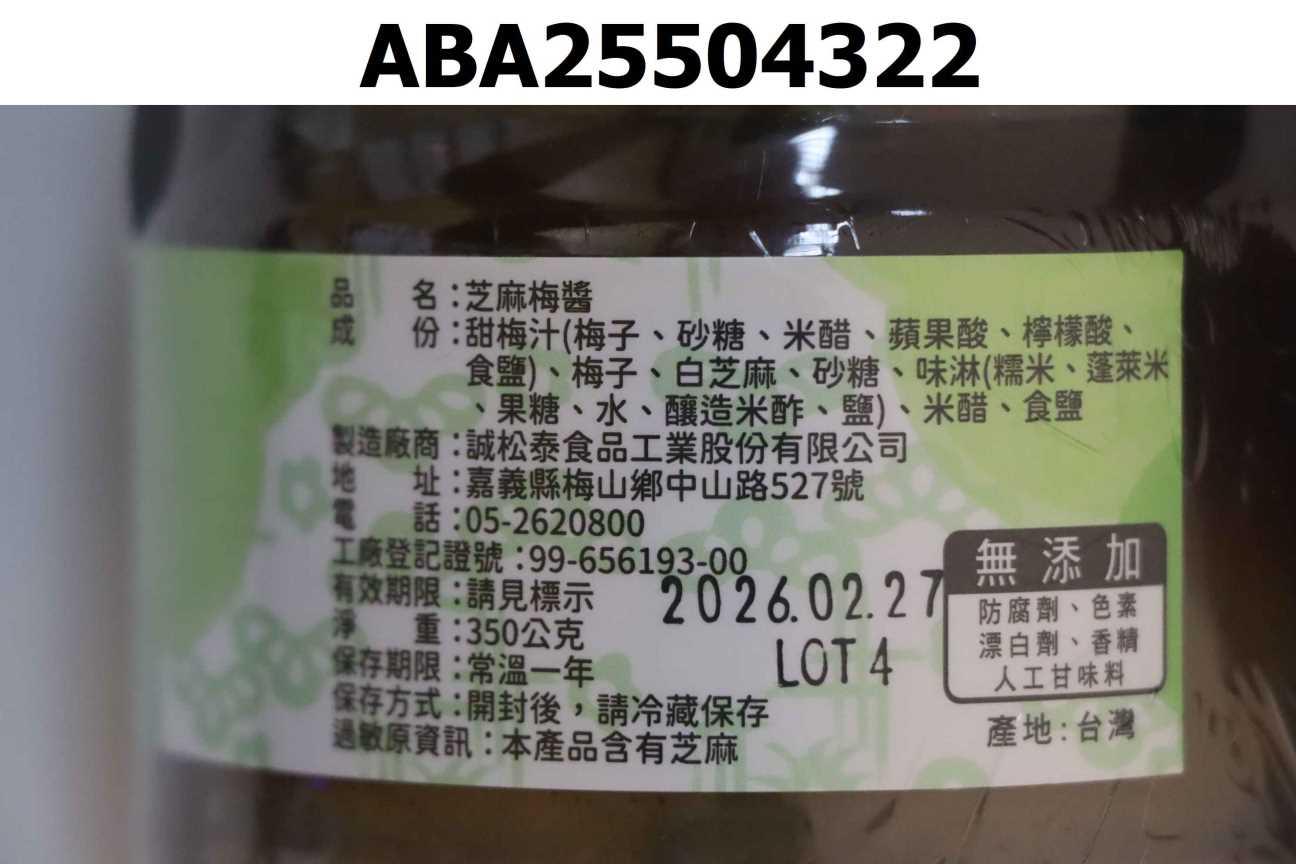 ABA25504322
品　　名：芝麻梅醬
成　　份：甜梅汁(梅子、砂糖、米醋、蘋果酸、檸檬酸、
食鹽)、梅子、白芝麻、砂糖、味淋(糯米、蓬萊米
、果糖、水、釀造米酢、鹽)、米醋、食鹽
製造廠商：誠松泰食品工業股份有限公司
地　　址：嘉義縣梅山鄉中山路527號
電　　話：05-2620800
工廠登記證號：99-656193-00
有效期限：請見標示
2026.02.27
淨　　重：350公克
LOT 4
保存期限：常溫一年
保存方式：開封後，請冷藏保存
過敏原資訊：本產品含有芝麻
無添加
防腐劑、色素
漂白劑、香精
人工甘味料
產地：台灣